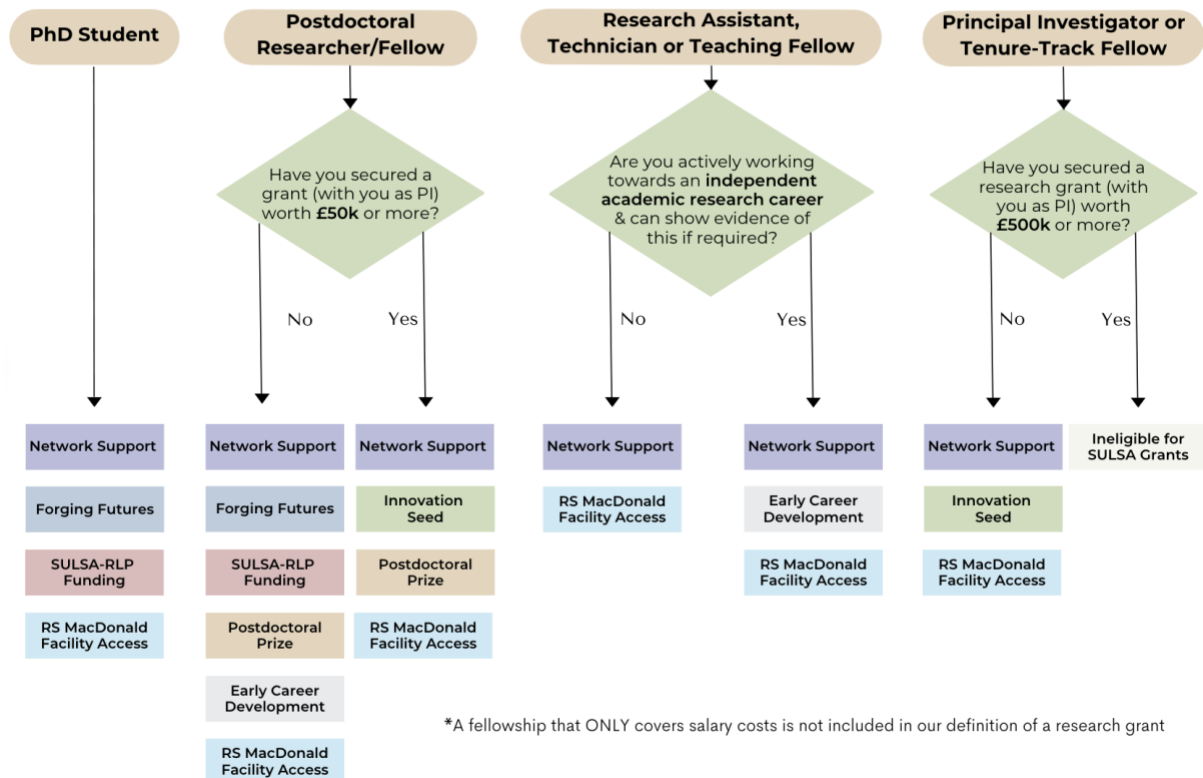 PhD Student
Postdoctoral
Researcher/Fellow
Research Assistant,
Technician or Teaching Fellow
Principal Investigator or
Tenure-Track Fellow
Have you secured a
grant (with you as PI)
worth £50k or more?
Are you actively working
towards an independent
academic research career
& can show evidence of
this if required?
Have you secured a
research grant (with
you as PI) worth
£500k or more?
No
Yes
No
Yes
No
Yes
Network Support
Forging Futures
SULSA-RLP
Funding
RS MacDonald
Facility Access
Network Support
Forging Futures
SULSA-RLP
Funding
Postdoctoral
Prize
Early Career
Development
RS MacDonald
Facility Access
Network Support
Innovation
Seed
Postdoctoral
Prize
RS MacDonald
Facility Access
Network Support
RS MacDonald
Facility Access
Network Support
Early Career
Development
RS MacDonald
Facility Access
Network Support
Innovation
Seed
RS MacDonald
Facility Access
Ineligible for
SULSA Grants
*A fellowship that ONLY covers salary costs is not included in our definition of a research grant